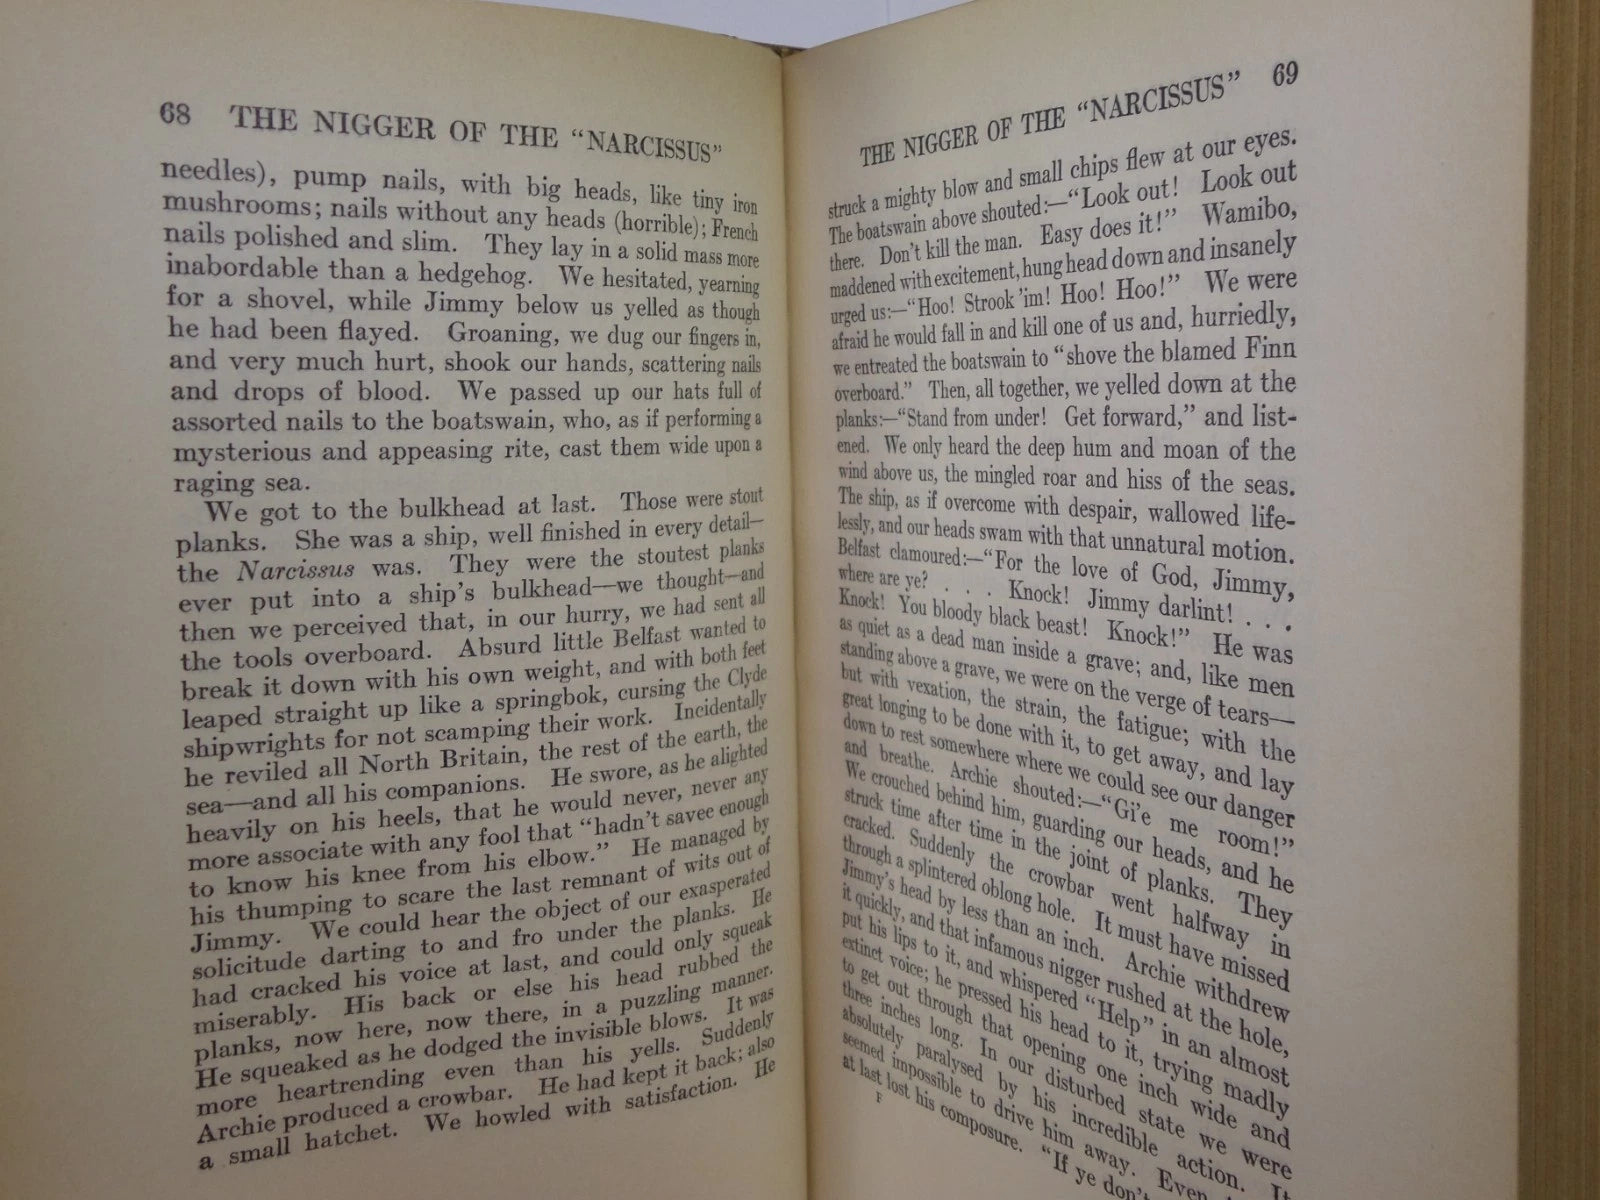 68 THE NIGGER OF THE "NARCISSUS"
needles), pump nails, with big heads, like tiny iron
mushrooms; nails without any heads (horrible); French
nails polished and slim. They lay in a solid mass more
inabordable than a hedgehog. We hesitated, yearning
for a shovel, while Jimmy below us yelled as though
he had been flayed. Groaning, we dug our fingers in,
and very much hurt, shook our hands, scattering nails
and drops of blood. We passed up our hats full of
assorted nails to the boatswain, who, as if performing a
mysterious and appeasing rite, cast them wide upon a
raging sea.
We got to the bulkhead at last. Those were stout
planks. She was a ship, well finished in every detail—
the Narcissus was. They were the stoutest planks
ever put into a ship's bulkhead—we thought—and
then we perceived that, in our hurry, we had sent all
the tools overboard. Absurd little Belfast wanted to
break it down with his own weight, and with both feet
leaped straight up like a springbok, cursing the Clyde
shipwrights for not scamping their work. Incidentally
he reviled all North Britain, the rest of the earth, the
sea—and all his companions. He swore, as he alighted
heavily on his heels, that he would never, never any
more associate with any fool that "hadn't savee enough
to know his knee from his elbow." He managed by
his thumping to scare the last remnant of wits out of
Jimmy. We could hear the object of our exasperated
solicitude darting to and fro under the planks. He
had cracked his voice at last, and could only squeak
miserably. His back or else his head rubbed the
planks, now here, now there, in a puzzling manner.
He squeaked as he dodged the invisible blows. It was
more heartrending even than his yells. Suddenly
Archie produced a crowbar. He had kept it back; also
a small hatchet. We howled with satisfaction. He
THE NIGGER OF THE "NARCISSUS" 69
struck a mighty blow and small chips flew at our eyes.
The boatswain above shouted:—"Look out! Look out
there. Don't kill the man. Easy does it!" Wamibo,
maddened with excitement, hung head down and insanely
urged us:—"Hoo! Strook 'im! Hoo! Hoo!" We were
afraid he would fall in and kill one of us and, hurriedly,
we entreated the boatswain to "shove the blamed Finn
overboard." Then, all together, we yelled down at the
planks:—"Stand from under! Get forward," and list-
ened. We only heard the deep hum and moan of the
wind above us, the mingled roar and hiss of the seas.
The ship, as if overcome with despair, wallowed life-
lessly, and our heads swam with that unnatural motion.
Belfast clamoured:—"For the love of God, Jimmy,
where are ye? . . . Knock! Jimmy darlint! . . .
Knock! You bloody black beast! Knock!" He was
as quiet as a dead man inside a grave; and, like men
standing above a grave, we were on the verge of tears—
but with vexation, the strain, the fatigue; with the
great longing to be done with it, to get away, and lay
down to rest somewhere where we could see our danger
and breathe. Archie shouted:—"Gi'e me room!"
We crouched behind him, guarding our heads, and he
struck time after time in the joint of planks. They
cracked. Suddenly the crowbar went halfway in
through a splintered oblong hole. It must have missed
Jimmy's head by less than an inch. Archie withdrew
it quickly, and that infamous nigger rushed at the hole,
put his lips to it, and whispered "Help" in an almost
extinct voice; he pressed his head to it, trying madly
to get out through that opening one inch wide and
three inches long. In our disturbed state we were
absolutely paralysed by his incredible action. It
seemed impossible to drive him away. Even
at last lost his composure. "If ye don't
F